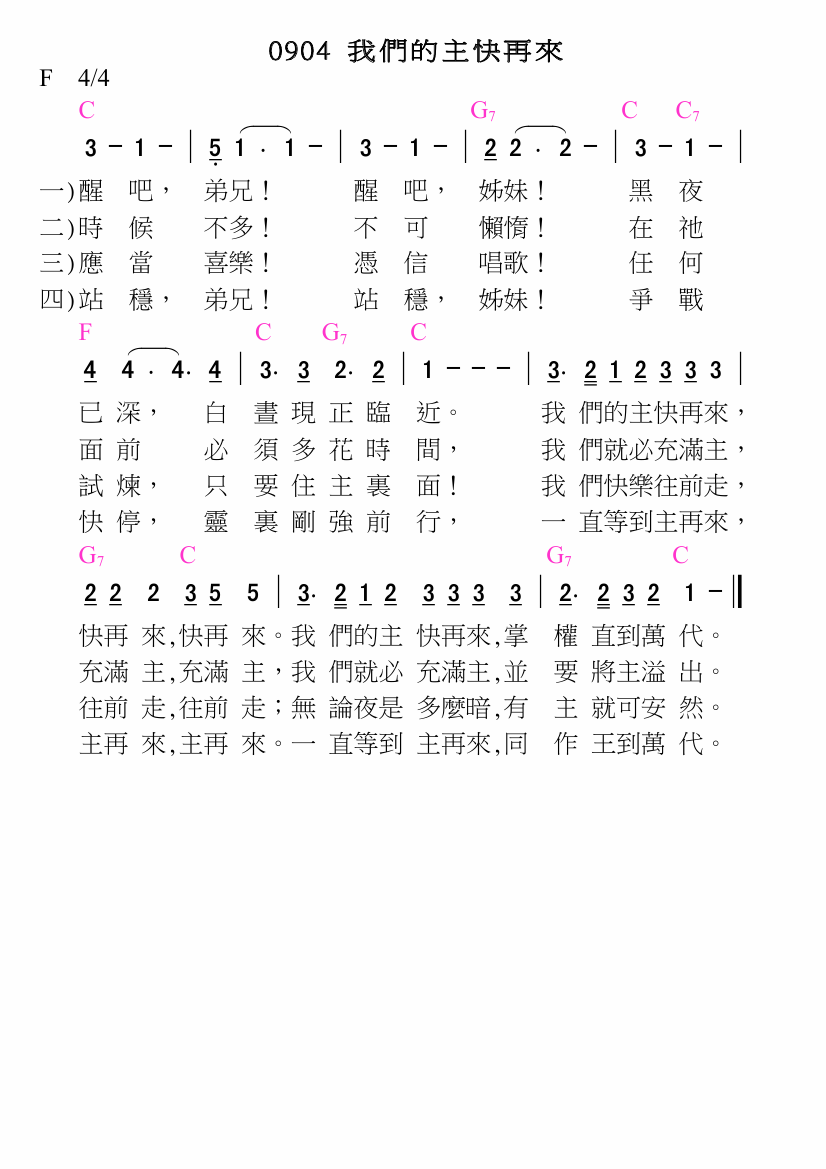 0904 我們的主快再來
F 4/4
C G7 C C7
3 - 1 - | 5 1 . 1 - | 3 - 1 - | 2 2 . 2 - | 3 - 1 - |
一)醒 吧， 弟兄！ 醒 吧， 姊妹！ 黑 夜
二)時 候 不多！ 不 可 懶惰！ 在 祂
三)應 當 喜樂！ 憑 信 唱歌！ 任 何
四)站 穩， 弟兄！ 站 穩， 姊妹！ 爭 戰
F C G7 C
4 4 . 4. 4 | 3. 3 2. 2 | 1 - - - | 3. 2 1 2 3 3 3 |
已 深， 白 晝 現 正 臨 近。 我 們的主快再來，
面 前 必 須 多 花 時 間， 我 們就必充滿主，
試 煉， 只 要 住 主 裏 面！ 我 們快樂往前走，
快 停， 靈 裏 剛 強 前 行， 一 直等到主再來，
G7 C G7 C
2 2 2 3 5 5 | 3. 2 1 2 3 3 3 3 | 2. 2 3 2 1 - ||
快再 來,快再 來。我 們的主 快再來,掌 權 直到萬 代。
充滿 主,充滿 主，我 們就必 充滿主,並 要 將主溢 出。
往前 走,往前 走；無 論夜是 多麼暗,有 主 就可安 然。
主再 來,主再 來。一 直等到 主再來,同 作 王到萬 代。